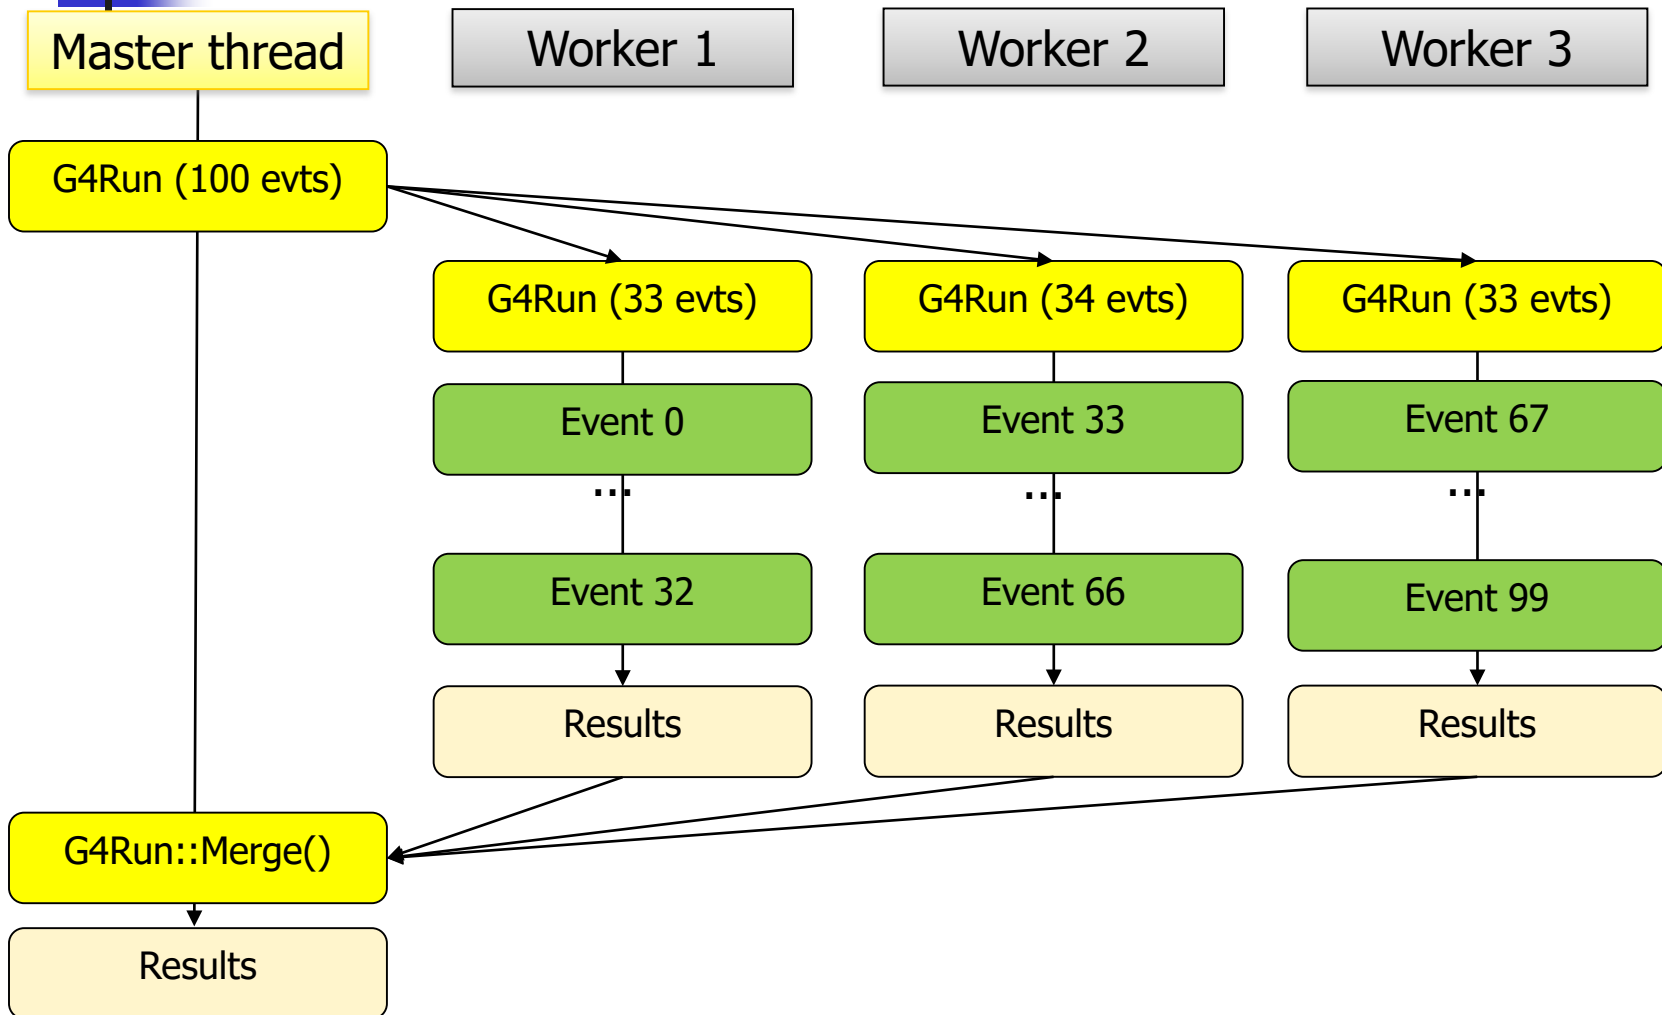 Master thread
Worker 1
Worker 2
Worker 3
G4Run (100 evts)
G4Run (33 evts)
G4Run (34 evts)
G4Run (33 evts)
Event 0
Event 33
Event 67
...
...
...
Event 32
Event 66
Event 99
Results
Results
Results
G4Run::Merge()
Results